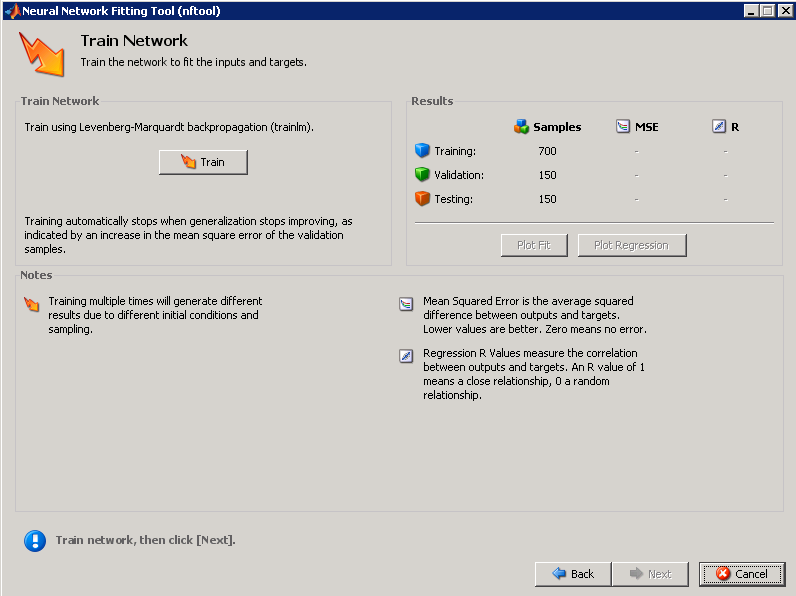 Neural Network Fitting Tool (nftool)
Train Network
Train the network to fit the inputs and targets.
Train Network
Train using Levenberg-Marquardt backpropagation (trainlm).
Train
Training automatically stops when generalization stops improving, as
indicated by an increase in the mean square error of the validation
samples.
Results
Samples MSE R
Training: 700 - -
Validation: 150 - -
Testing: 150 - -
Plot Fit Plot Regression
Notes
Training multiple times will generate different
results due to different initial conditions and
sampling.
Mean Squared Error is the average squared
difference between outputs and targets.
Lower values are better. Zero means no error.
Regression R Values measure the correlation
between outputs and targets. An R value of 1
means a close relationship, 0 a random
relationship.
Train network, then click [Next].
Back Next Cancel